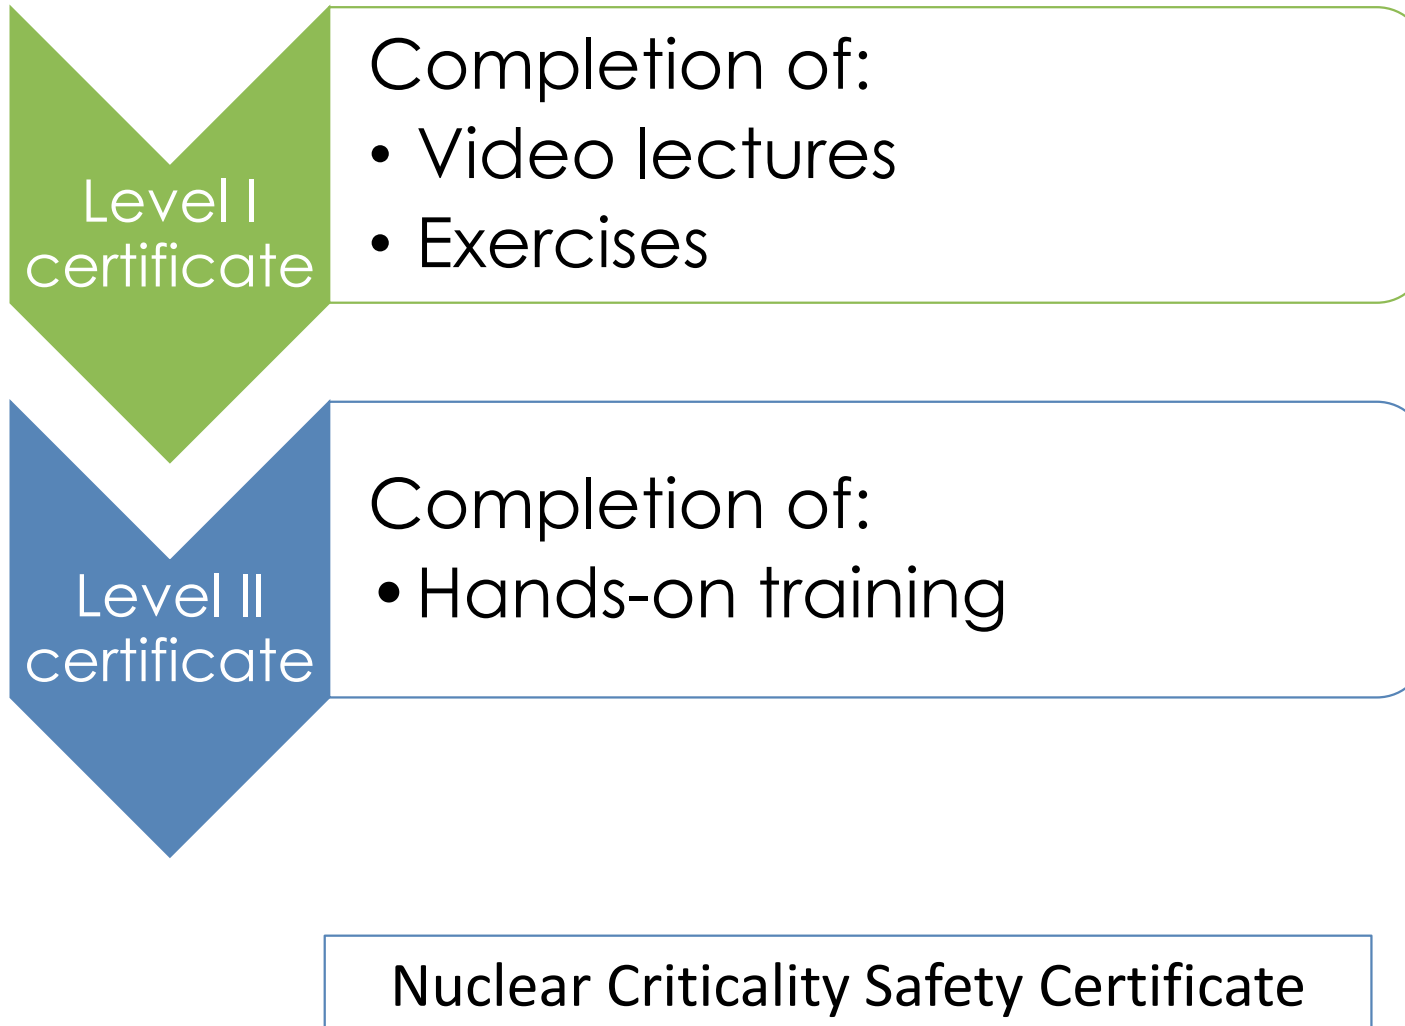 Level I
certificate
Completion of:
• Video lectures
• Exercises
Level II
certificate
Completion of:
• Hands-on training
Nuclear Criticality Safety Certificate